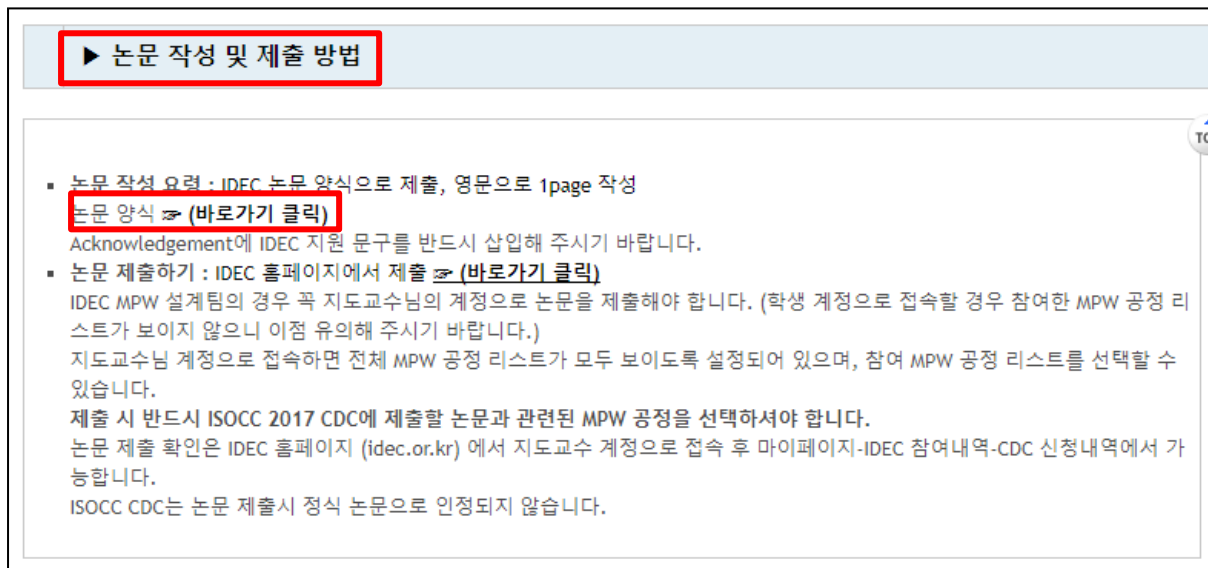 ▶ 논문 작성 및 제출 방법
▪ 논문 작성 요령 : IDEC 논문 양식으로 제출, 영문으로 1page 작성
논문 양식 ☞ (바로가기 클릭)
Acknowledgement에 IDEC 지원 문구를 반드시 삽입해 주시기 바랍니다.
▪ 논문 제출하기 : IDEC 홈페이지에서 제출 ☞ (바로가기 클릭)
IDEC MPW 설계팀의 경우 꼭 지도교수님의 계정으로 논문을 제출해야 합니다. (학생 계정으로 접속할 경우 참여한 MPW 공정 리
스트가 보이지 않으니 이점 유의해 주시기 바랍니다.)
지도교수님 계정으로 접속하면 전체 MPW 공정 리스트가 모두 보이도록 설정되어 있으며, 참여 MPW 공정 리스트를 선택할 수
있습니다.
제출 시 반드시 ISOCC 2017 CDC에 제출할 논문과 관련된 MPW 공정을 선택하셔야 합니다.
논문 제출 확인은 IDEC 홈페이지 (idec.or.kr) 에서 지도교수 계정으로 접속 후 마이페이지-IDEC 참여내역-CDC 신청내역에서 가
능합니다.
ISOCC CDC는 논문 제출시 정식 논문으로 인정되지 않습니다.